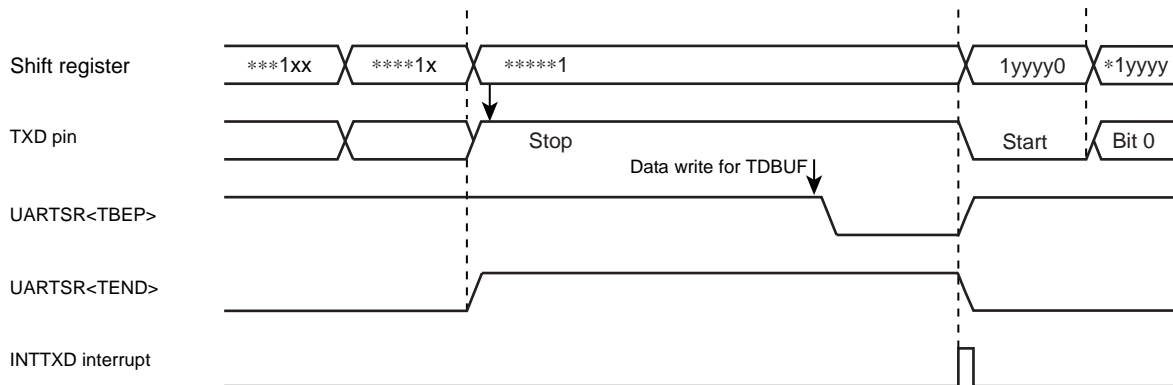 Shift register ***1xx ****1x *****1 1yyyy0 *1yyyy
TXD pin Stop Start Bit 0
Data write for TDBUF
UARTSR<TBEP>
UARTSR<TEND>
INTTXD interrupt